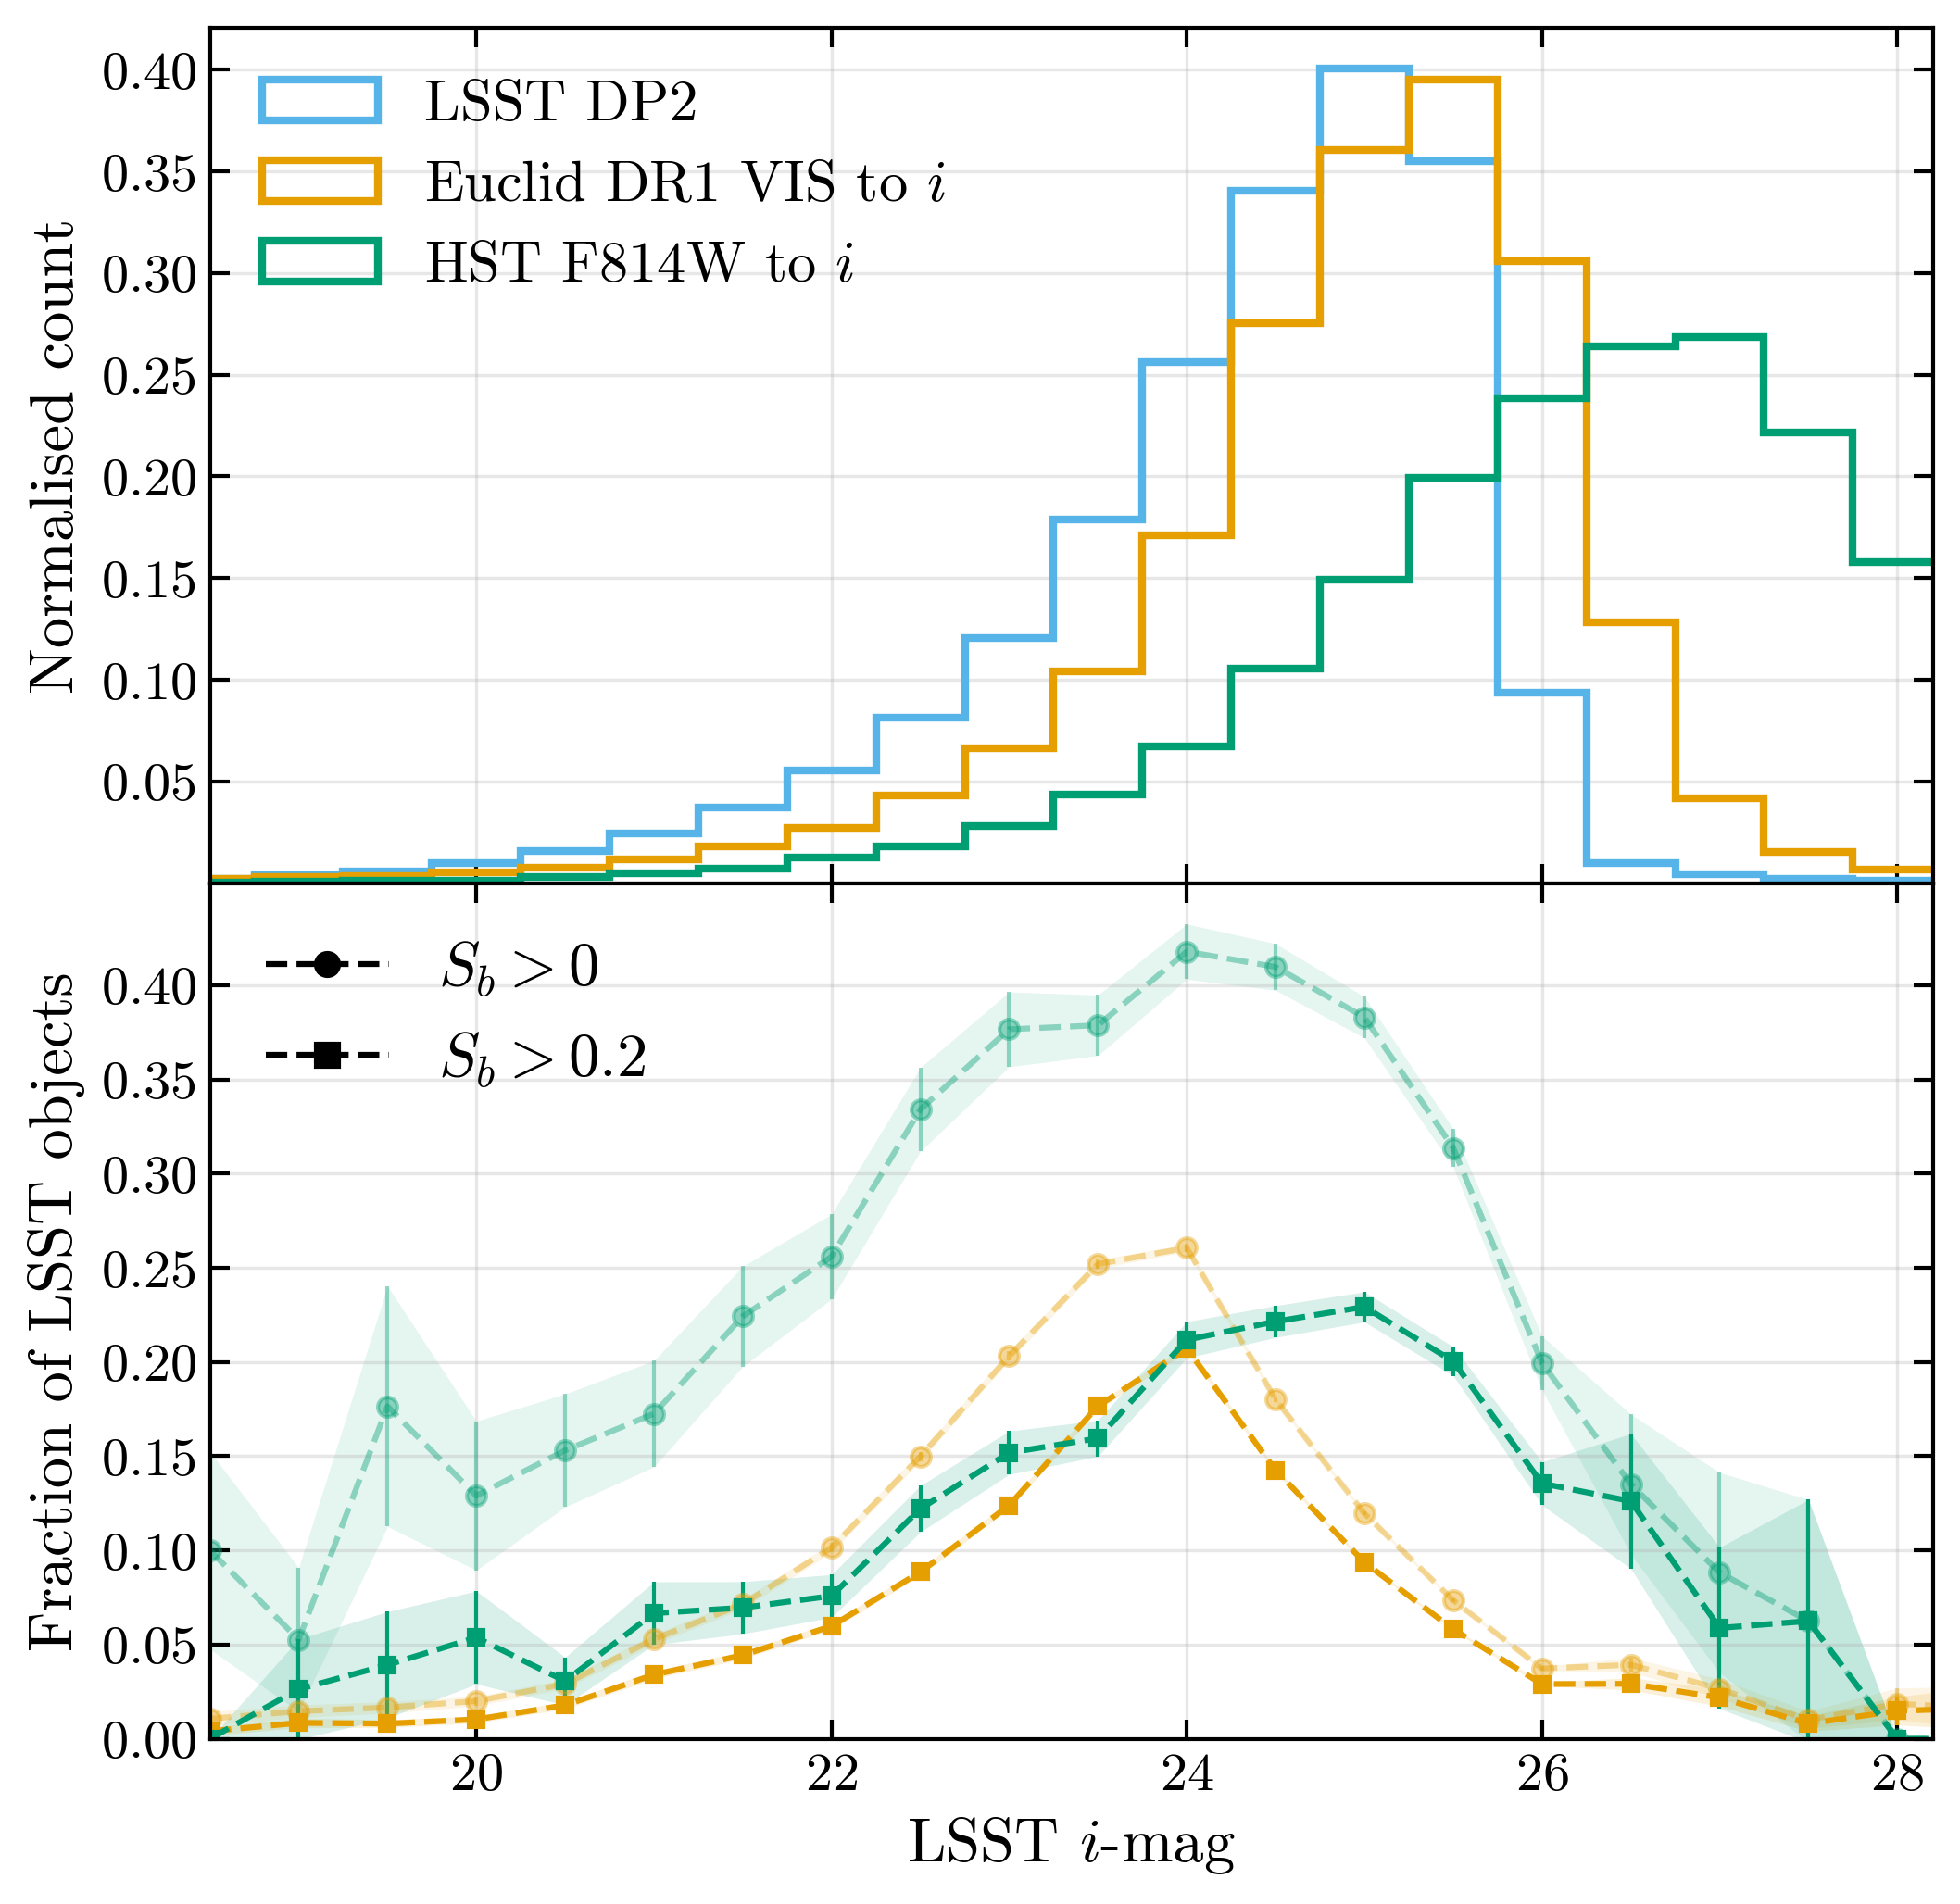 0.40
0.35
0.30
0.25
0.20
0.15
0.10
0.05
Normalised count
LSST DP2
Euclid DR1 VIS to i
HST F814W to i
0.40
0.35
0.30
0.25
0.20
0.15
0.10
0.05
0.00
Fraction of LSST objects
S_b > 0
S_b > 0.2
20 22 24 26 28
LSST i-mag